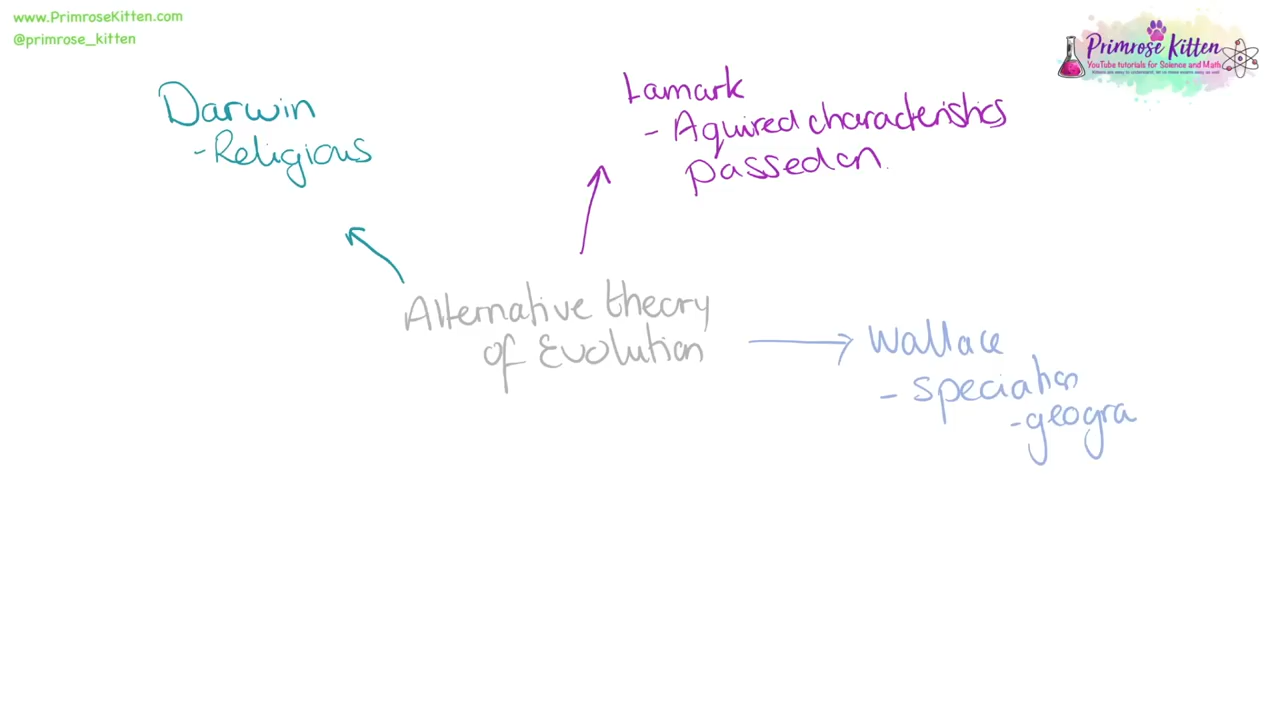 www.PrimroseKitten.com
@primrose_kitten
Primrose Kitten
YouTube tutorials for Science and Math
Darwin
-Religious
Lamark
- Aquired characteristics
passed on.
Alternative theory
of Evolution
Wallace
- speciation
-geogra